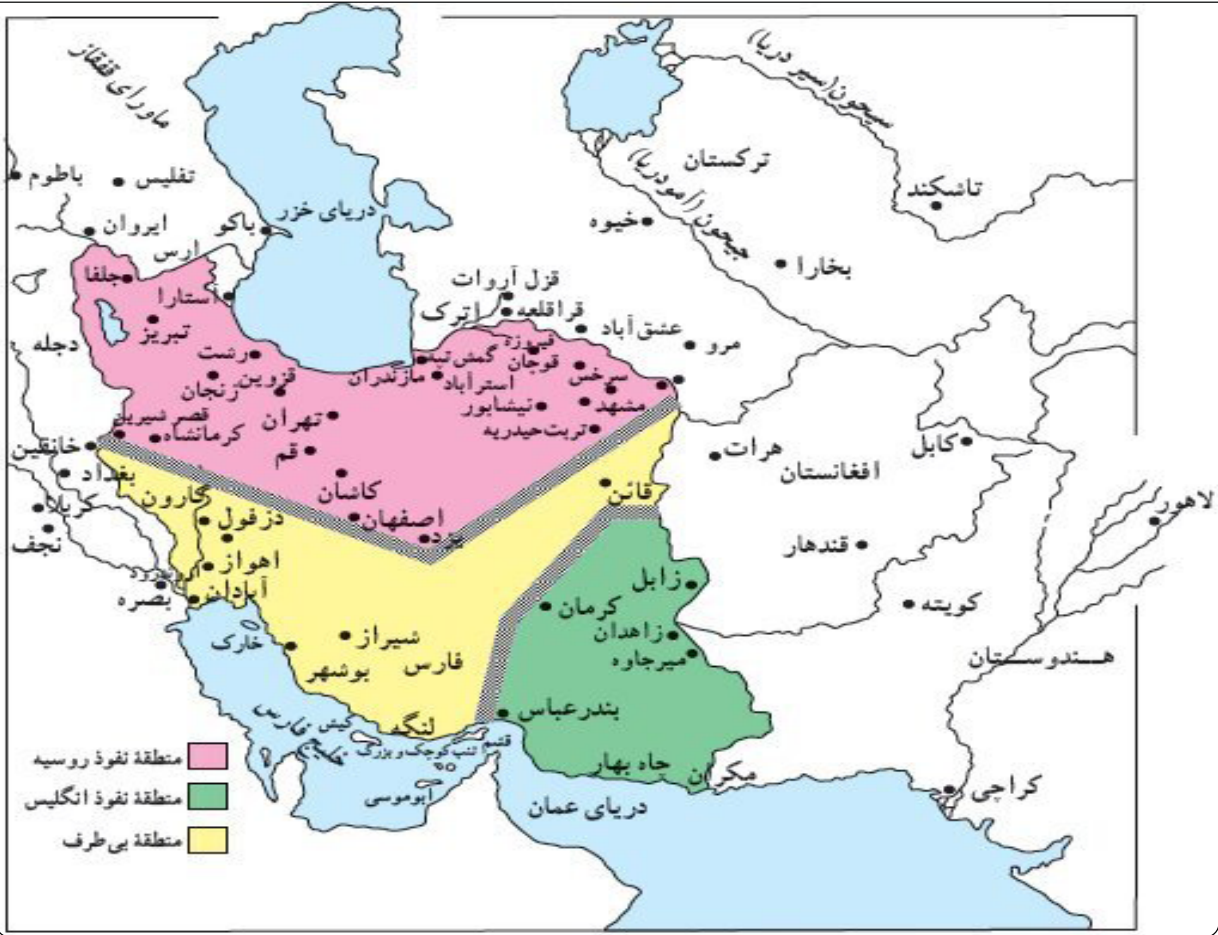 ماورای قفقاز
سیحون(سیر دریا)
ترکستان
تاشکند
باطوم
تفلیس
جیحون(آمودریا)
دریای خزر
خیوه
ایروان
باکو
بخارا
ارس
جلفا
آستارا
قزل آروات
قراقلعه
اترک
عشق آباد
مرو
تبریز
دجله
رشت
گمش تپه
فیروزه
قوچان
مازندران
سرخس
زنجان
قزوین
استرآباد
نیشابور
مشهد
تهران
قصر شیرین
کرمانشاه
تربت حیدریه
خانقین
قم
هرات
کابل
افغانستان
بغداد
کاشان
قائن
کارون
کربلا
اصفهان
دزفول
لاهور
نجف
یزد
قندهار
اهواز
اروندرود
آبادان
بصره
زابل
کرمان
کویته
زاهدان
شیراز
خارک
میرجاوه
هندوستان
فارس
بوشهر
بندرعباس
لنگه
کیش
خلیج فارس
قشم
تنب کوچک و بزرگ
چاه بهار
مکران
ابوموسی
دریای عمان
کراچی
منطقهٔ نفوذ روسیه
منطقهٔ نفوذ انگلیس
منطقهٔ بی‌طرف